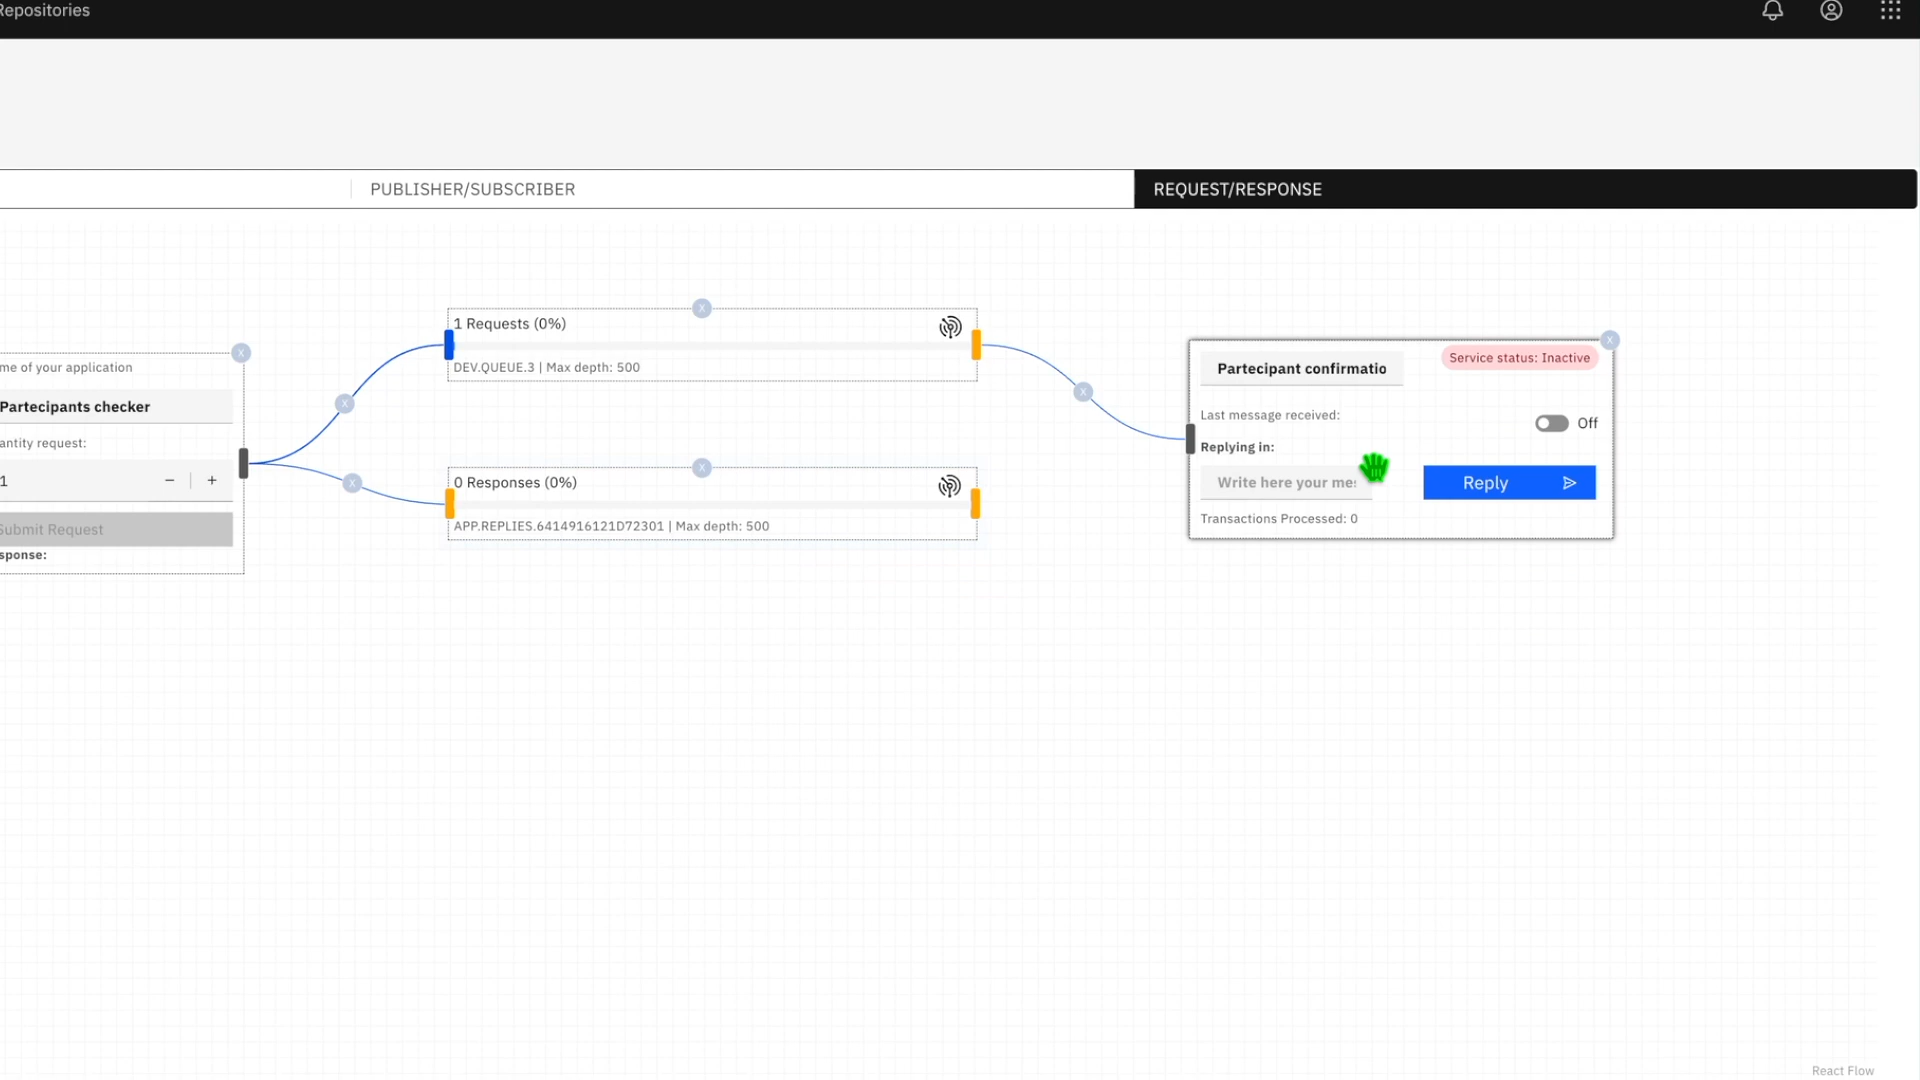 Repositories
PUBLISHER/SUBSCRIBER
REQUEST/RESPONSE
me of your application
Partecipants checker
antity request:
1
Submit Request
sponse:
1 Requests (0%)
DEV.QUEUE.3 | Max depth: 500
0 Responses (0%)
APP.REPLIES.6414916121D72301 | Max depth: 500
Partecipant confirmatio
Service status: Inactive
Last message received:
Off
Replying in:
Write here your mes
Reply
Transactions Processed: 0
X
X
X
X
X
X
X
React Flow